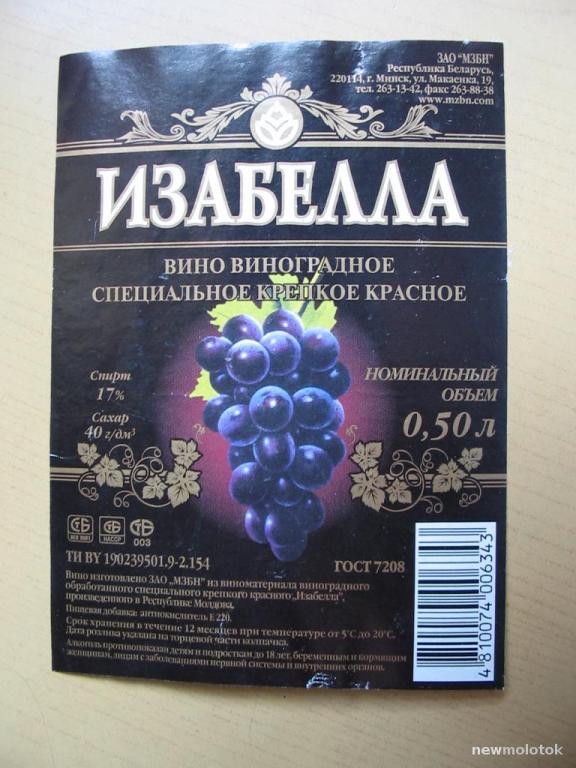 ЗАО "МЗБН"
Республика Беларусь,
220114, г. Минск, ул. Макаенка, 19,
тел. 263-13-42, факс 263-88-38
www.mzbn.com
ИЗАБЕЛЛА
ВИНО ВИНОГРАДНОЕ
СПЕЦИАЛЬНОЕ КРЕПКОЕ КРАСНОЕ
Спирт
17%
Сахар
40 г/дм³
НОМИНАЛЬНЫЙ
ОБЪЕМ
0,50 л
003
ТИ BY 190239501.9-2.154
ГОСТ 7208
Вино изготовлено ЗАО „МЗБН" из виноматериала виноградного
обработанного специального крепкого красного „Изабелла",
произведенного в Республике Молдова.
Пищевая добавка: антиокислитель Е 220.
Срок хранения в течение 12 месяцев при температуре от 5°С до 20°С.
Дата розлива указана на торцевой части колпачка.
Алкоголь противопоказан детям и подросткам до 18 лет, беременным и кормящим
женщинам, лицам с заболеваниями нервной системы и внутренних органов.
4 810074 006343
newmolotok